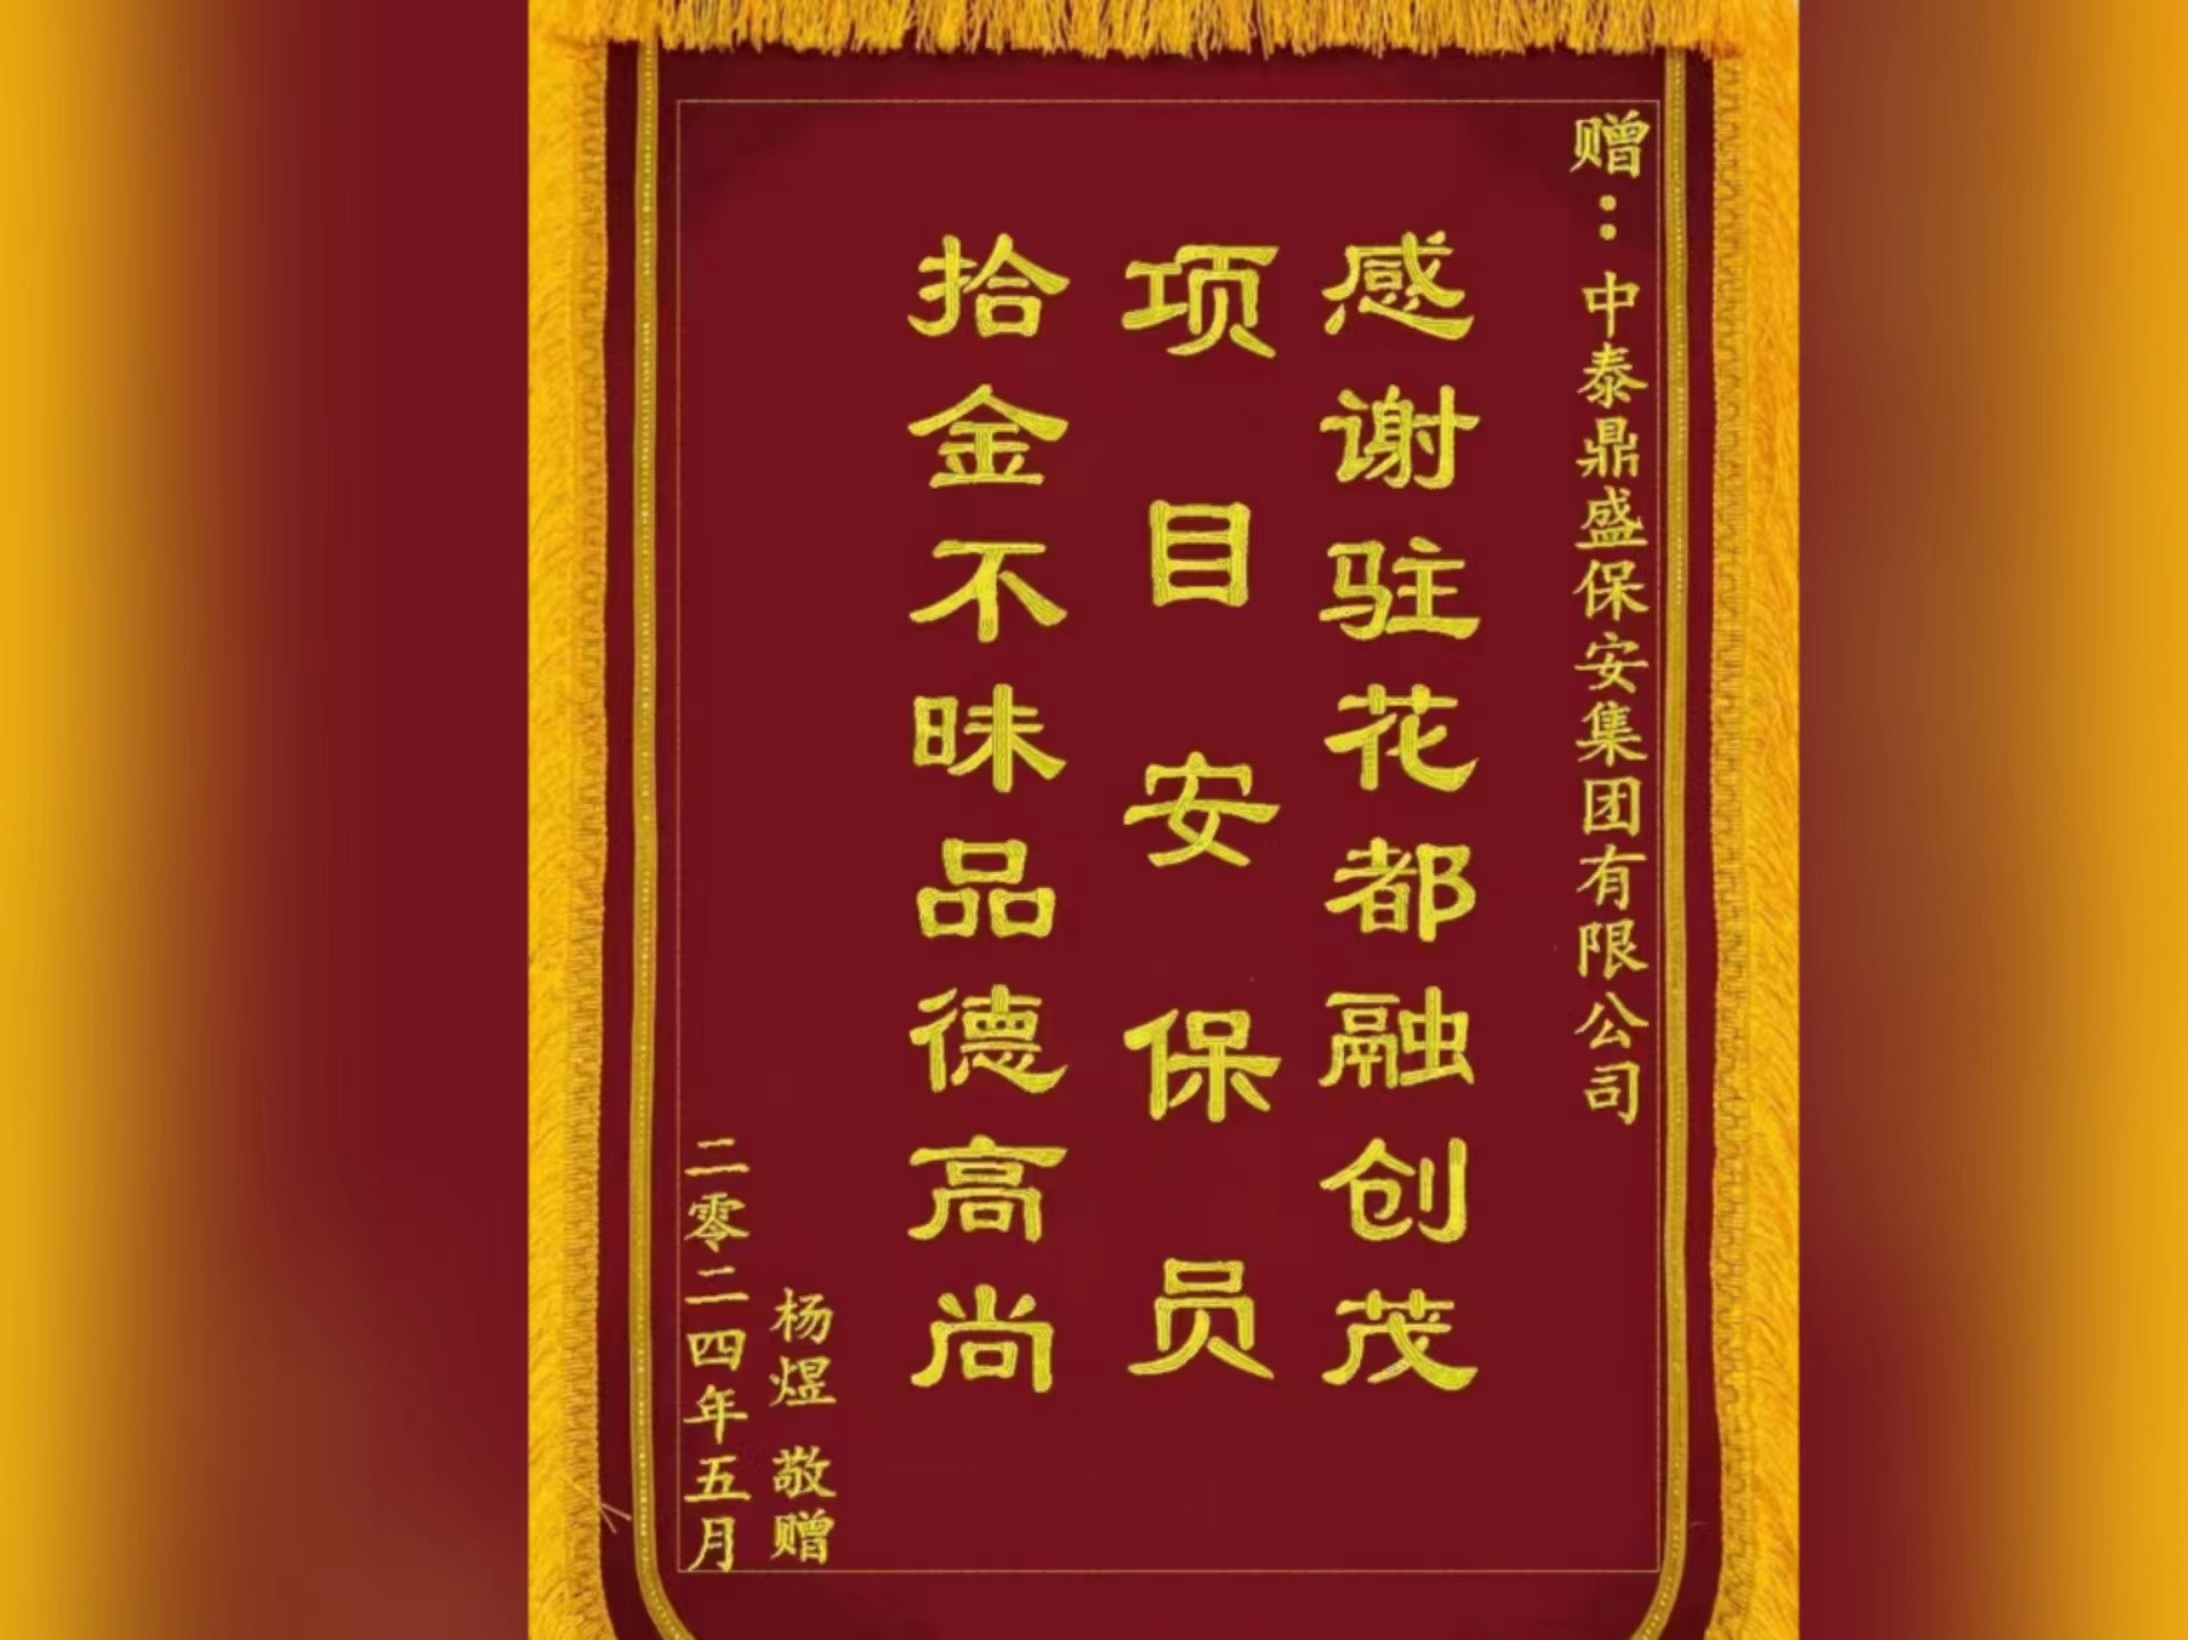 赠：中泰鼎盛保安集团有限公司
感谢驻花都融创茂
项目安保员
拾金不昧品德高尚
杨煜 敬赠
二零二四年五月